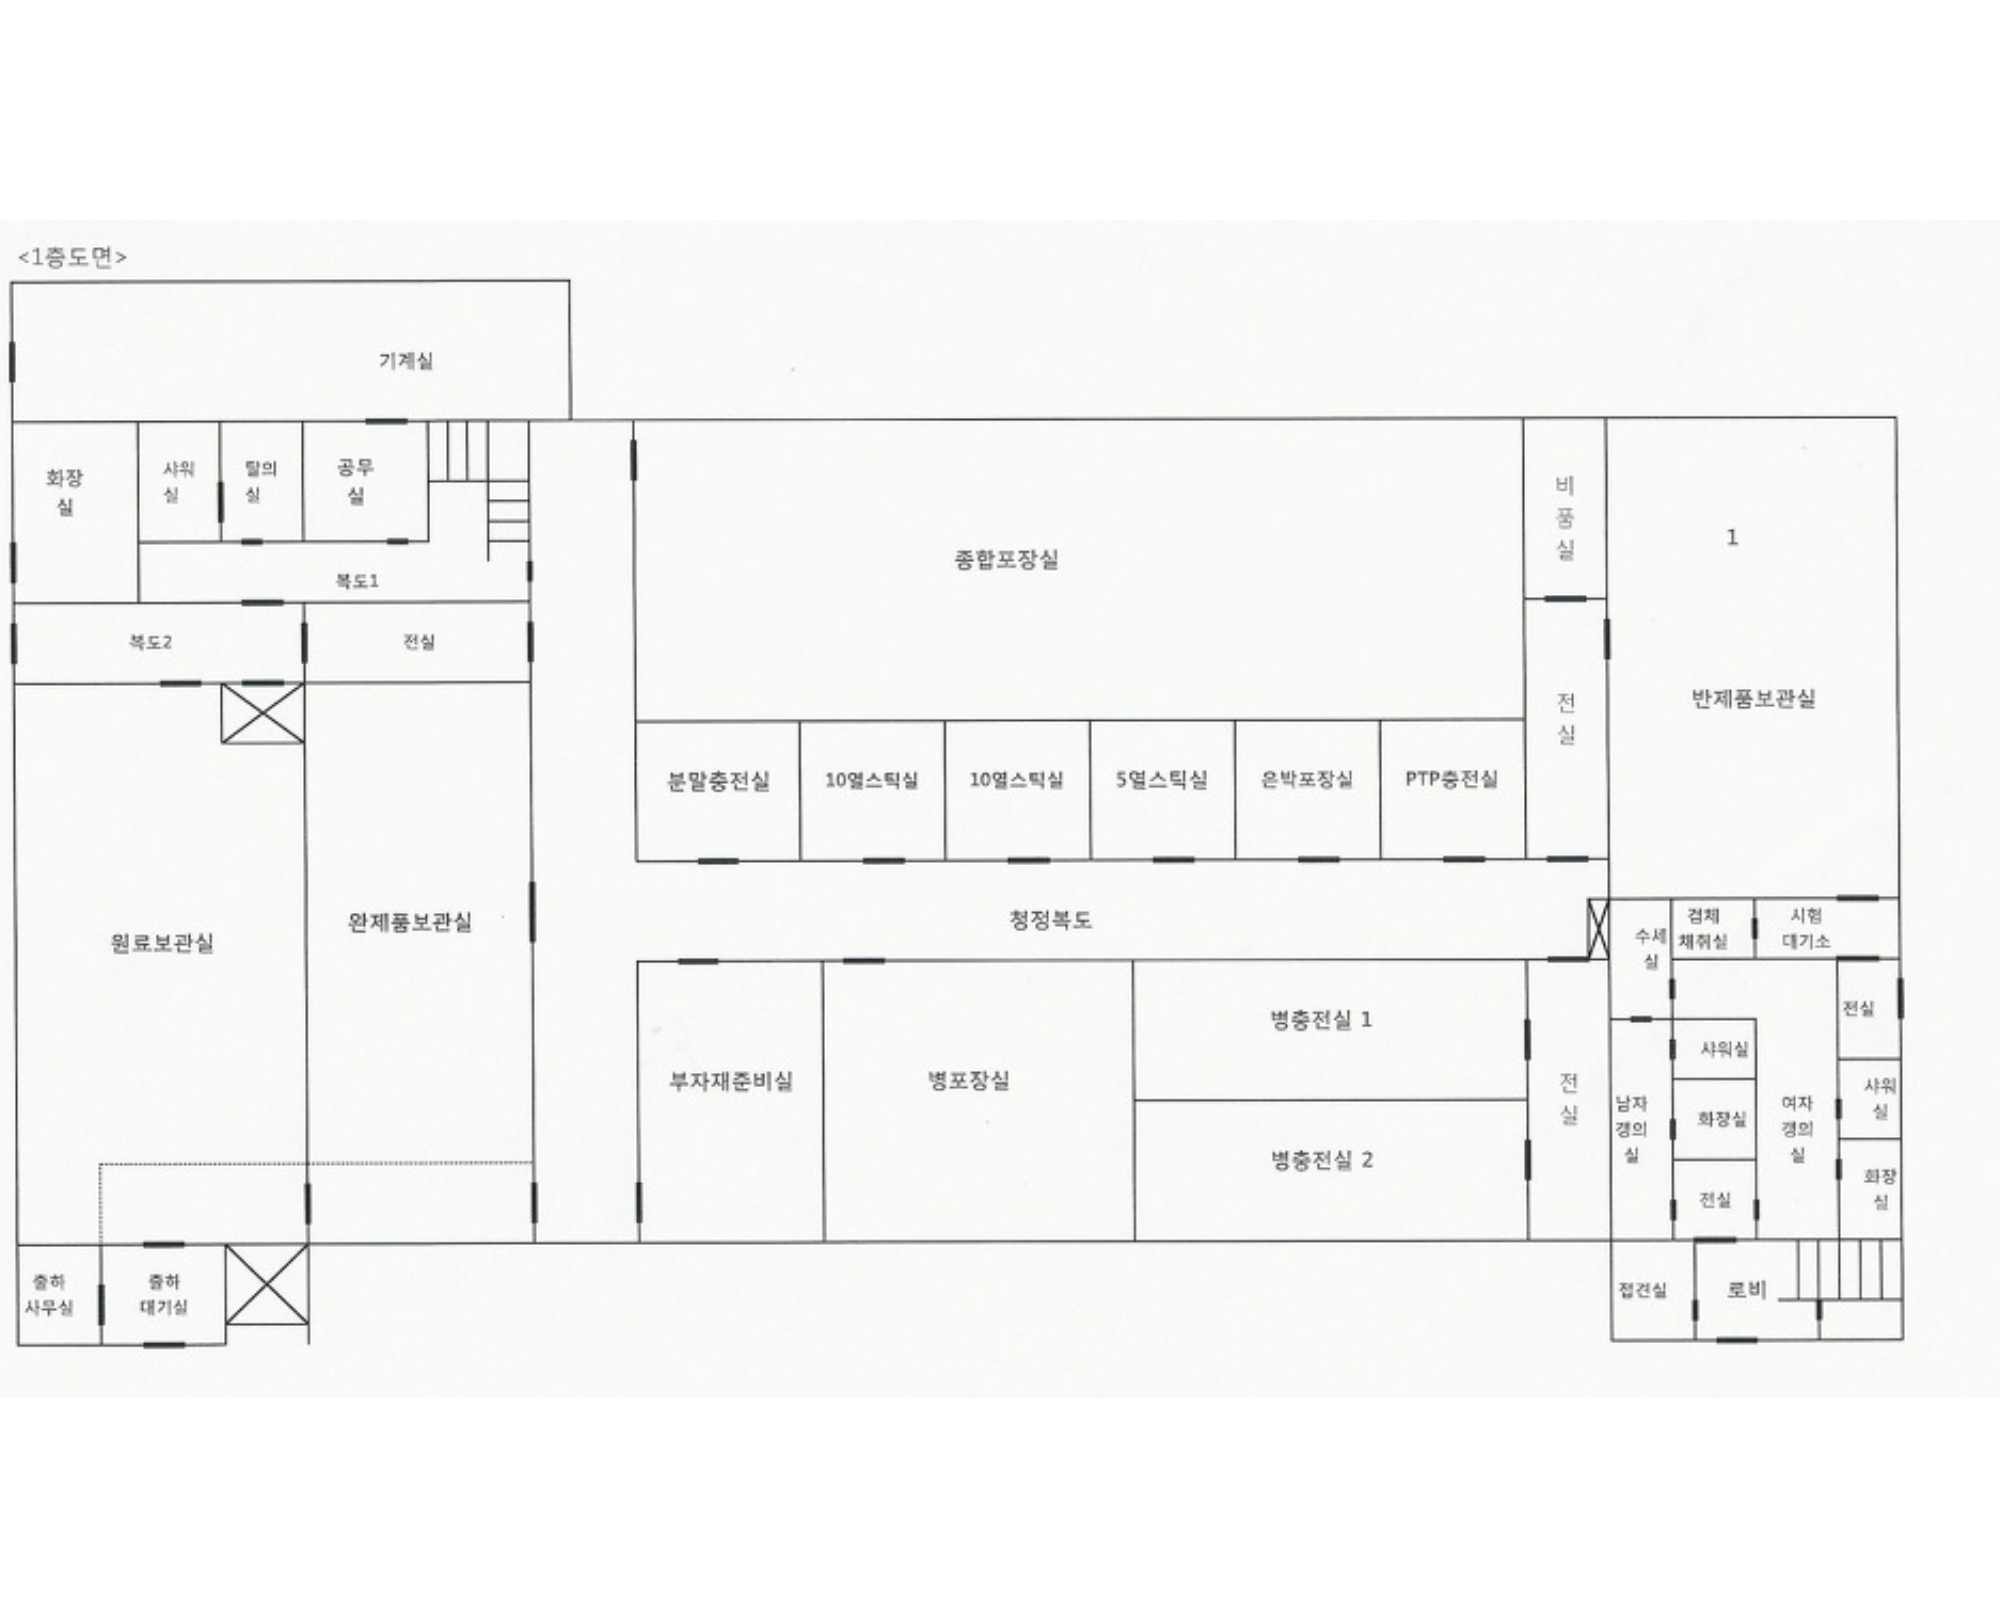 <1층도면>
기계실
화장
실
샤워
실
탈의
실
공무
실
복도1
복도2
전실
원료보관실
완제품보관실
출하
사무실
출하
대기실
종합포장실
비
품
실
전
실
1
반제품보관실
분말충전실
10열스틱실
10열스틱실
5열스틱실
은박포장실
PTP충전실
청정복도
부자재준비실
병포장실
병충전실 1
병충전실 2
전
실
수세
실
검체
채취실
시험
대기소
전실
샤워실
화장실
전실
남자
갱의
실
여자
갱의
실
샤워
실
화장
실
접견실
로비